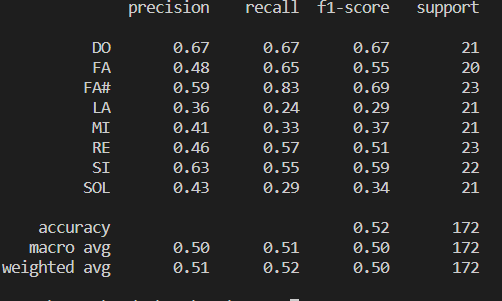 precision recall f1-score support
DO 0.67 0.67 0.67 21
FA 0.48 0.65 0.55 20
FA# 0.59 0.83 0.69 23
LA 0.36 0.24 0.29 21
MI 0.41 0.33 0.37 21
RE 0.46 0.57 0.51 23
SI 0.63 0.55 0.59 22
SOL 0.43 0.29 0.34 21
accuracy 0.52 172
macro avg 0.50 0.51 0.50 172
weighted avg 0.51 0.52 0.50 172